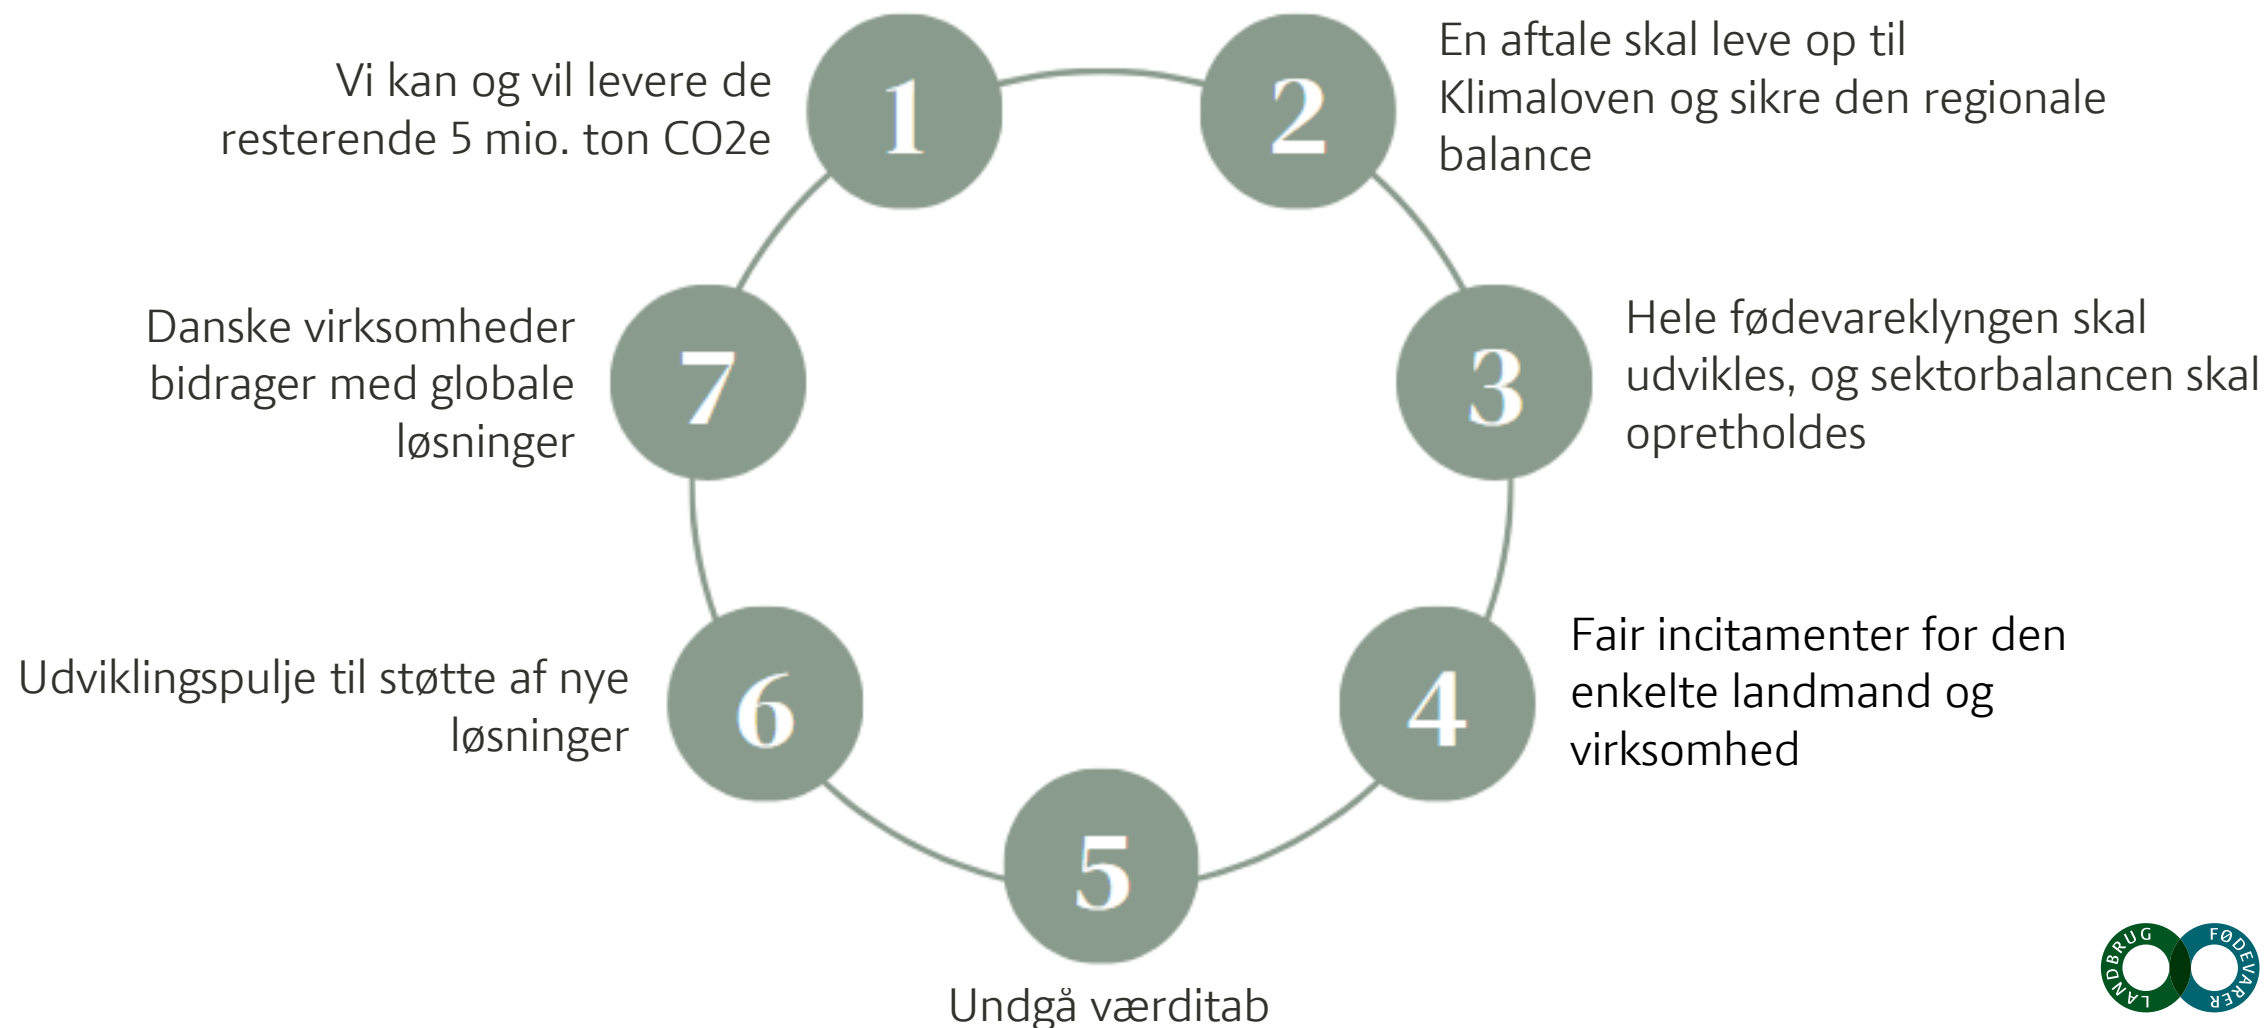 1
Vi kan og vil levere de
resterende 5 mio. ton CO2e
2
En aftale skal leve op til
Klimaloven og sikre den regionale
balance
3
Hele fødevareklyngen skal
udvikles, og sektorbalancen skal
opretholdes
4
Fair incitamenter for den
enkelte landmand og
virksomhed
5
Undgå værditab
6
Udviklingspulje til støtte af nye
løsninger
7
Danske virksomheder
bidrager med globale
løsninger
LANDBRUG
FØDEVARER